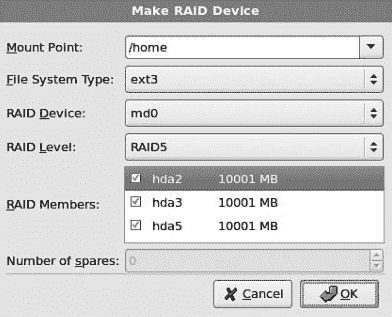 Make RAID Device
Mount Point: /home
File System Type: ext3
RAID Device: md0
RAID Level: RAID5
RAID Members:
hda2 10001 MB
hda3 10001 MB
hda5 10001 MB
Number of spares: 0
Cancel OK